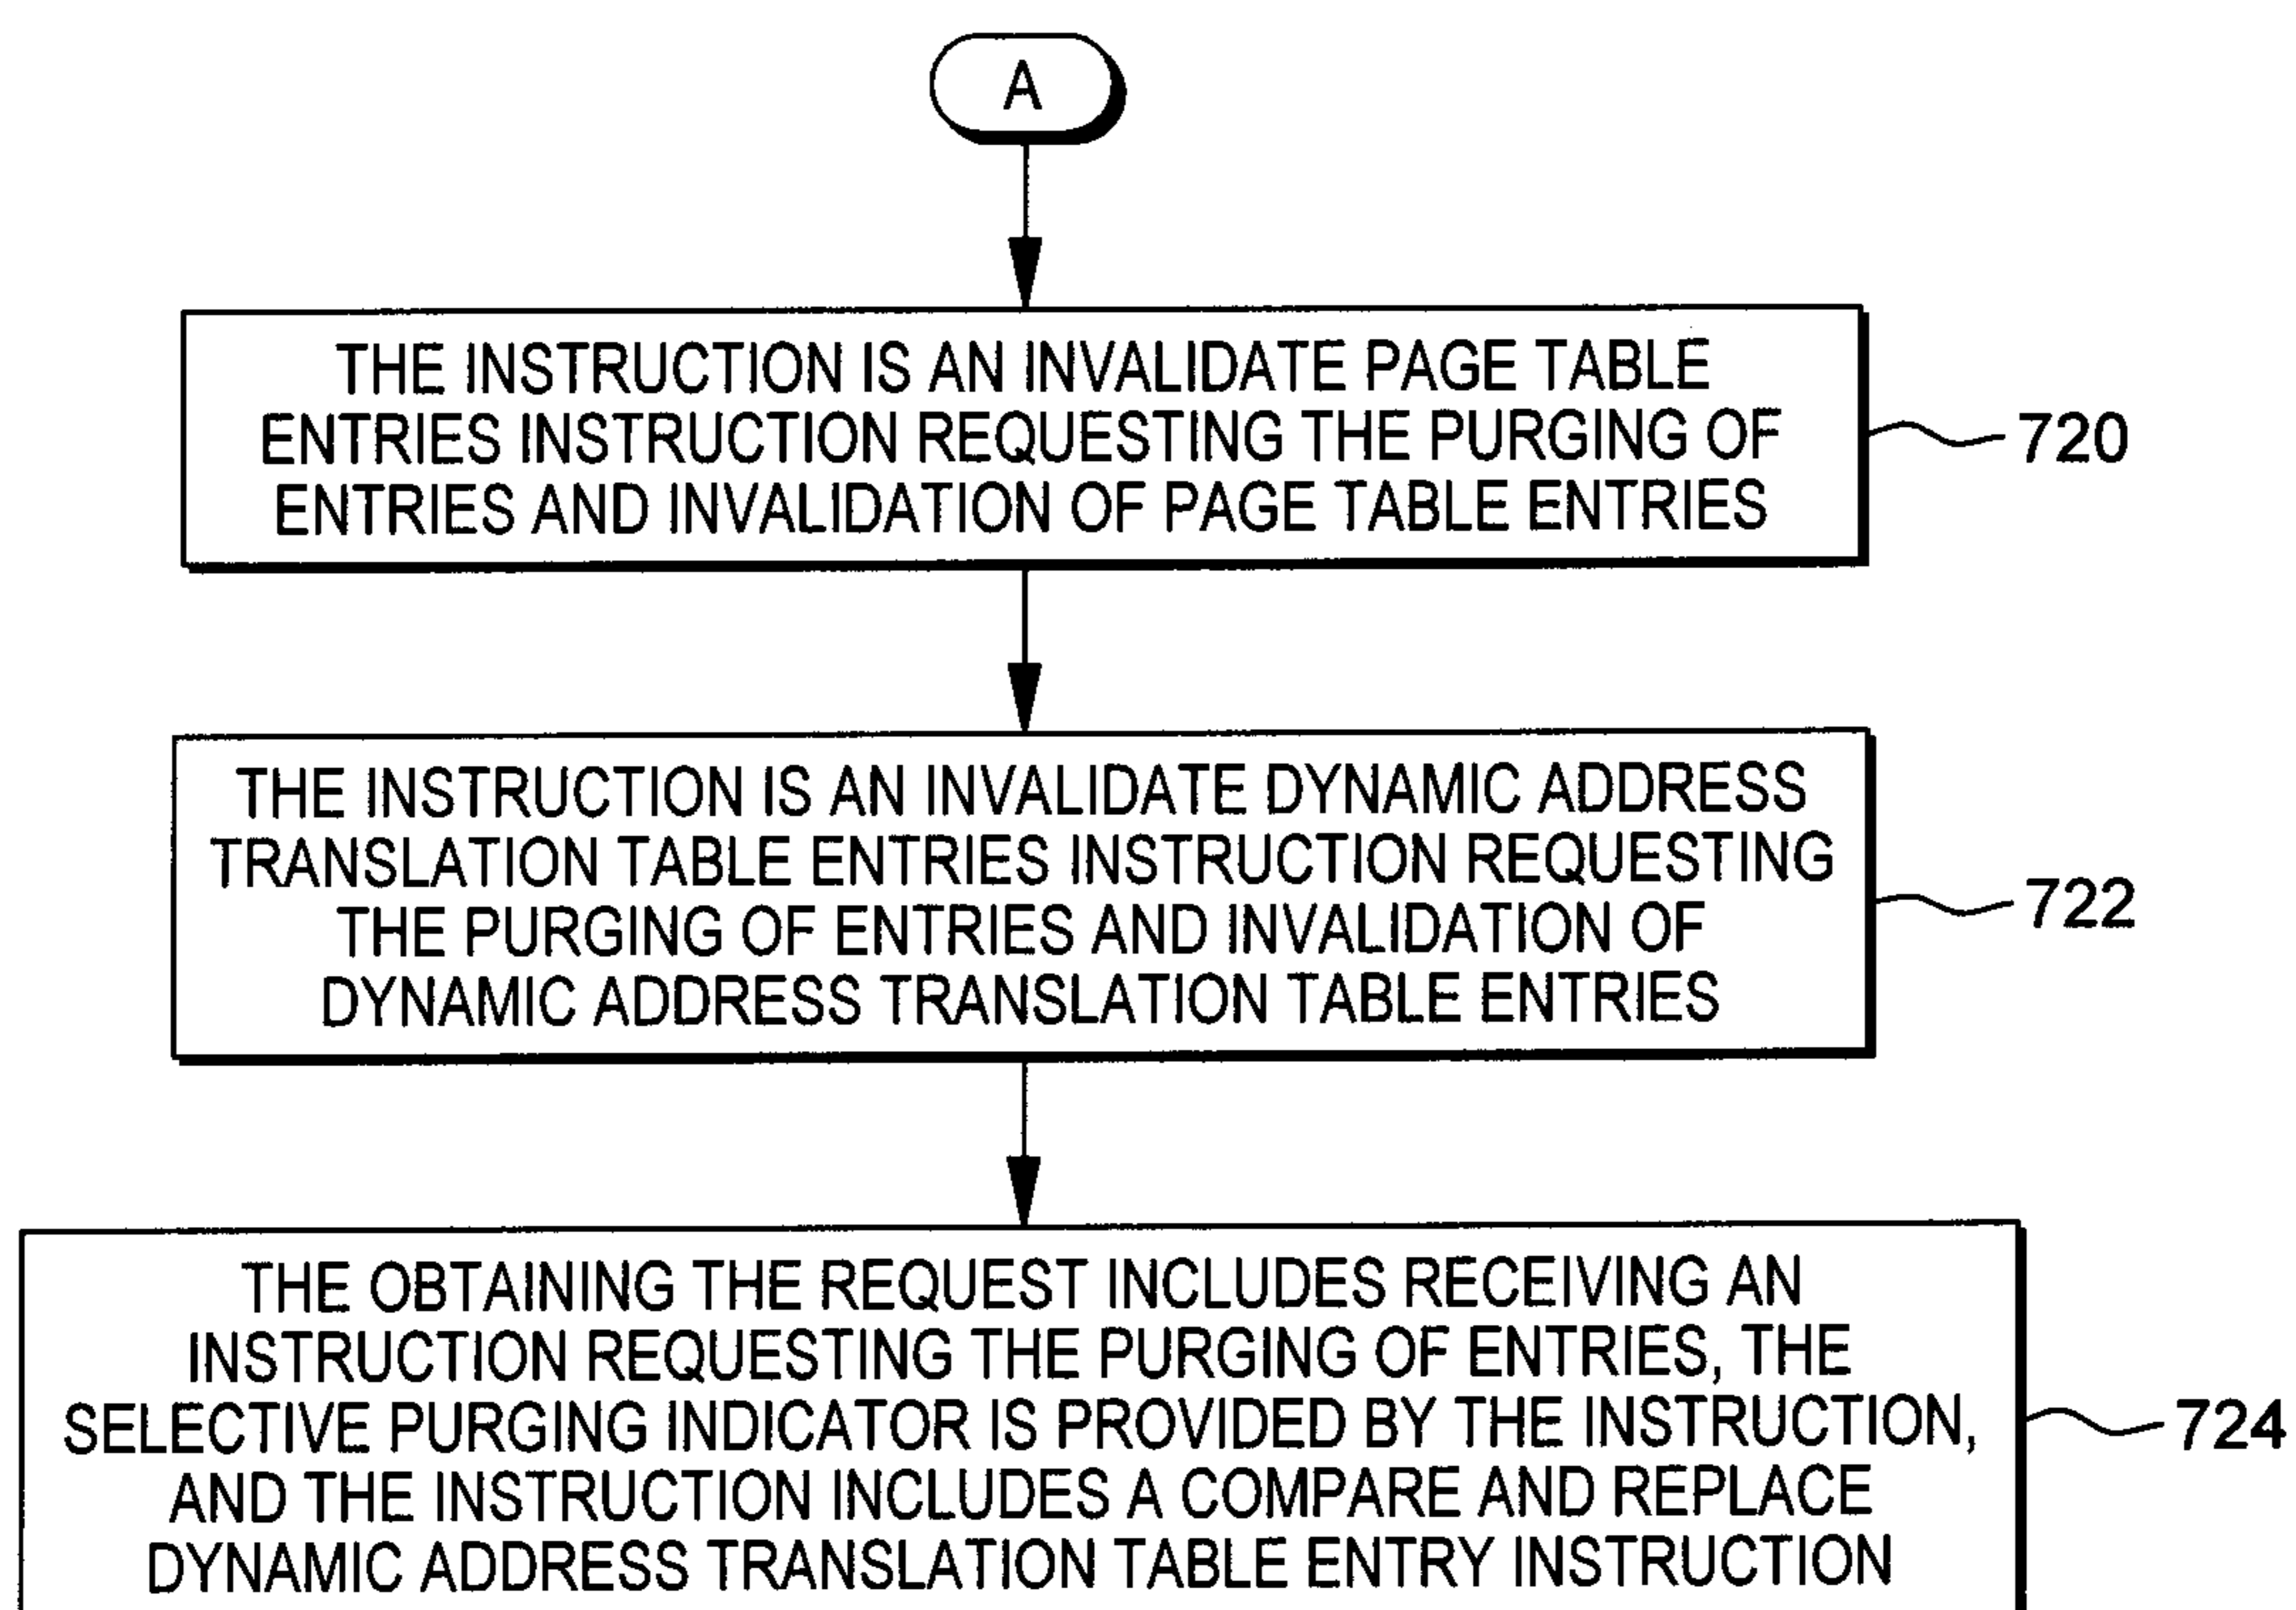 A
THE INSTRUCTION IS AN INVALIDATE PAGE TABLE
ENTRIES INSTRUCTION REQUESTING THE PURGING OF
ENTRIES AND INVALIDATION OF PAGE TABLE ENTRIES
720
THE INSTRUCTION IS AN INVALIDATE DYNAMIC ADDRESS
TRANSLATION TABLE ENTRIES INSTRUCTION REQUESTING
THE PURGING OF ENTRIES AND INVALIDATION OF
DYNAMIC ADDRESS TRANSLATION TABLE ENTRIES
722
THE OBTAINING THE REQUEST INCLUDES RECEIVING AN
INSTRUCTION REQUESTING THE PURGING OF ENTRIES, THE
SELECTIVE PURGING INDICATOR IS PROVIDED BY THE INSTRUCTION,
AND THE INSTRUCTION INCLUDES A COMPARE AND REPLACE
DYNAMIC ADDRESS TRANSLATION TABLE ENTRY INSTRUCTION
724